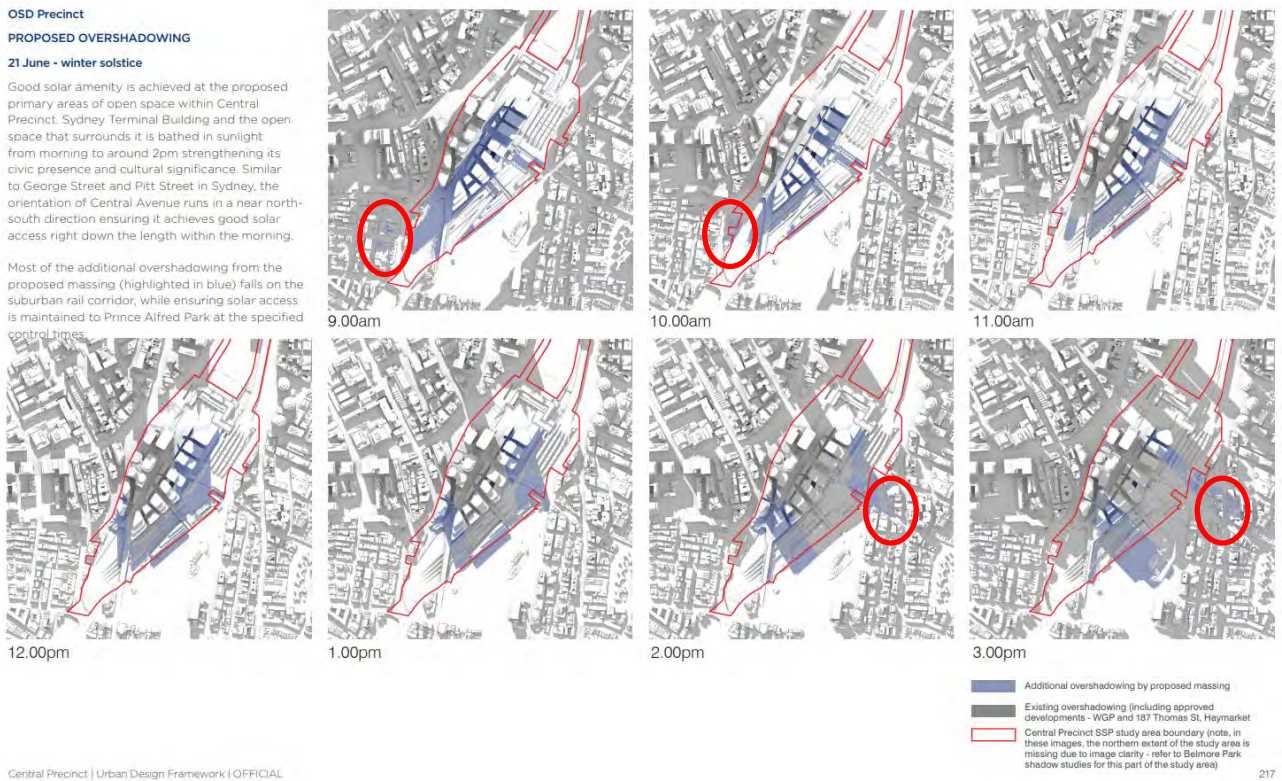 OSD Precinct
PROPOSED OVERSHADOWING
21 June - winter solstice
Good solar amenity is achieved at the proposed
primary areas of open space within Central
Precinct. Sydney Terminal Building and the open
space that surrounds it is bathed in sunlight
from morning to around 2pm strengthening its
civic presence and cultural significance. Similar
to George Street and Pitt Street in Sydney, the
orientation of Central Avenue runs in a near north-
south direction ensuring it achieves good solar
access right down the length within the morning.
Most of the additional overshadowing from the
proposed massing (highlighted in blue) falls on the
suburban rail corridor, while ensuring solar access
is maintained to Prince Alfred Park at the specified
control times.
9.00am
10.00am
11.00am
12.00pm
1.00pm
2.00pm
3.00pm
Additional overshadowing by proposed massing
Existing overshadowing (including approved
developments - WGP and 187 Thomas St, Haymarket
Central Precinct SSP study area boundary (note, in
these images, the northern extent of the study area is
missing due to image clarity - refer to Belmore Park
shadow studies for this part of the study area)
Central Precinct | Urban Design Framework | OFFICIAL
217